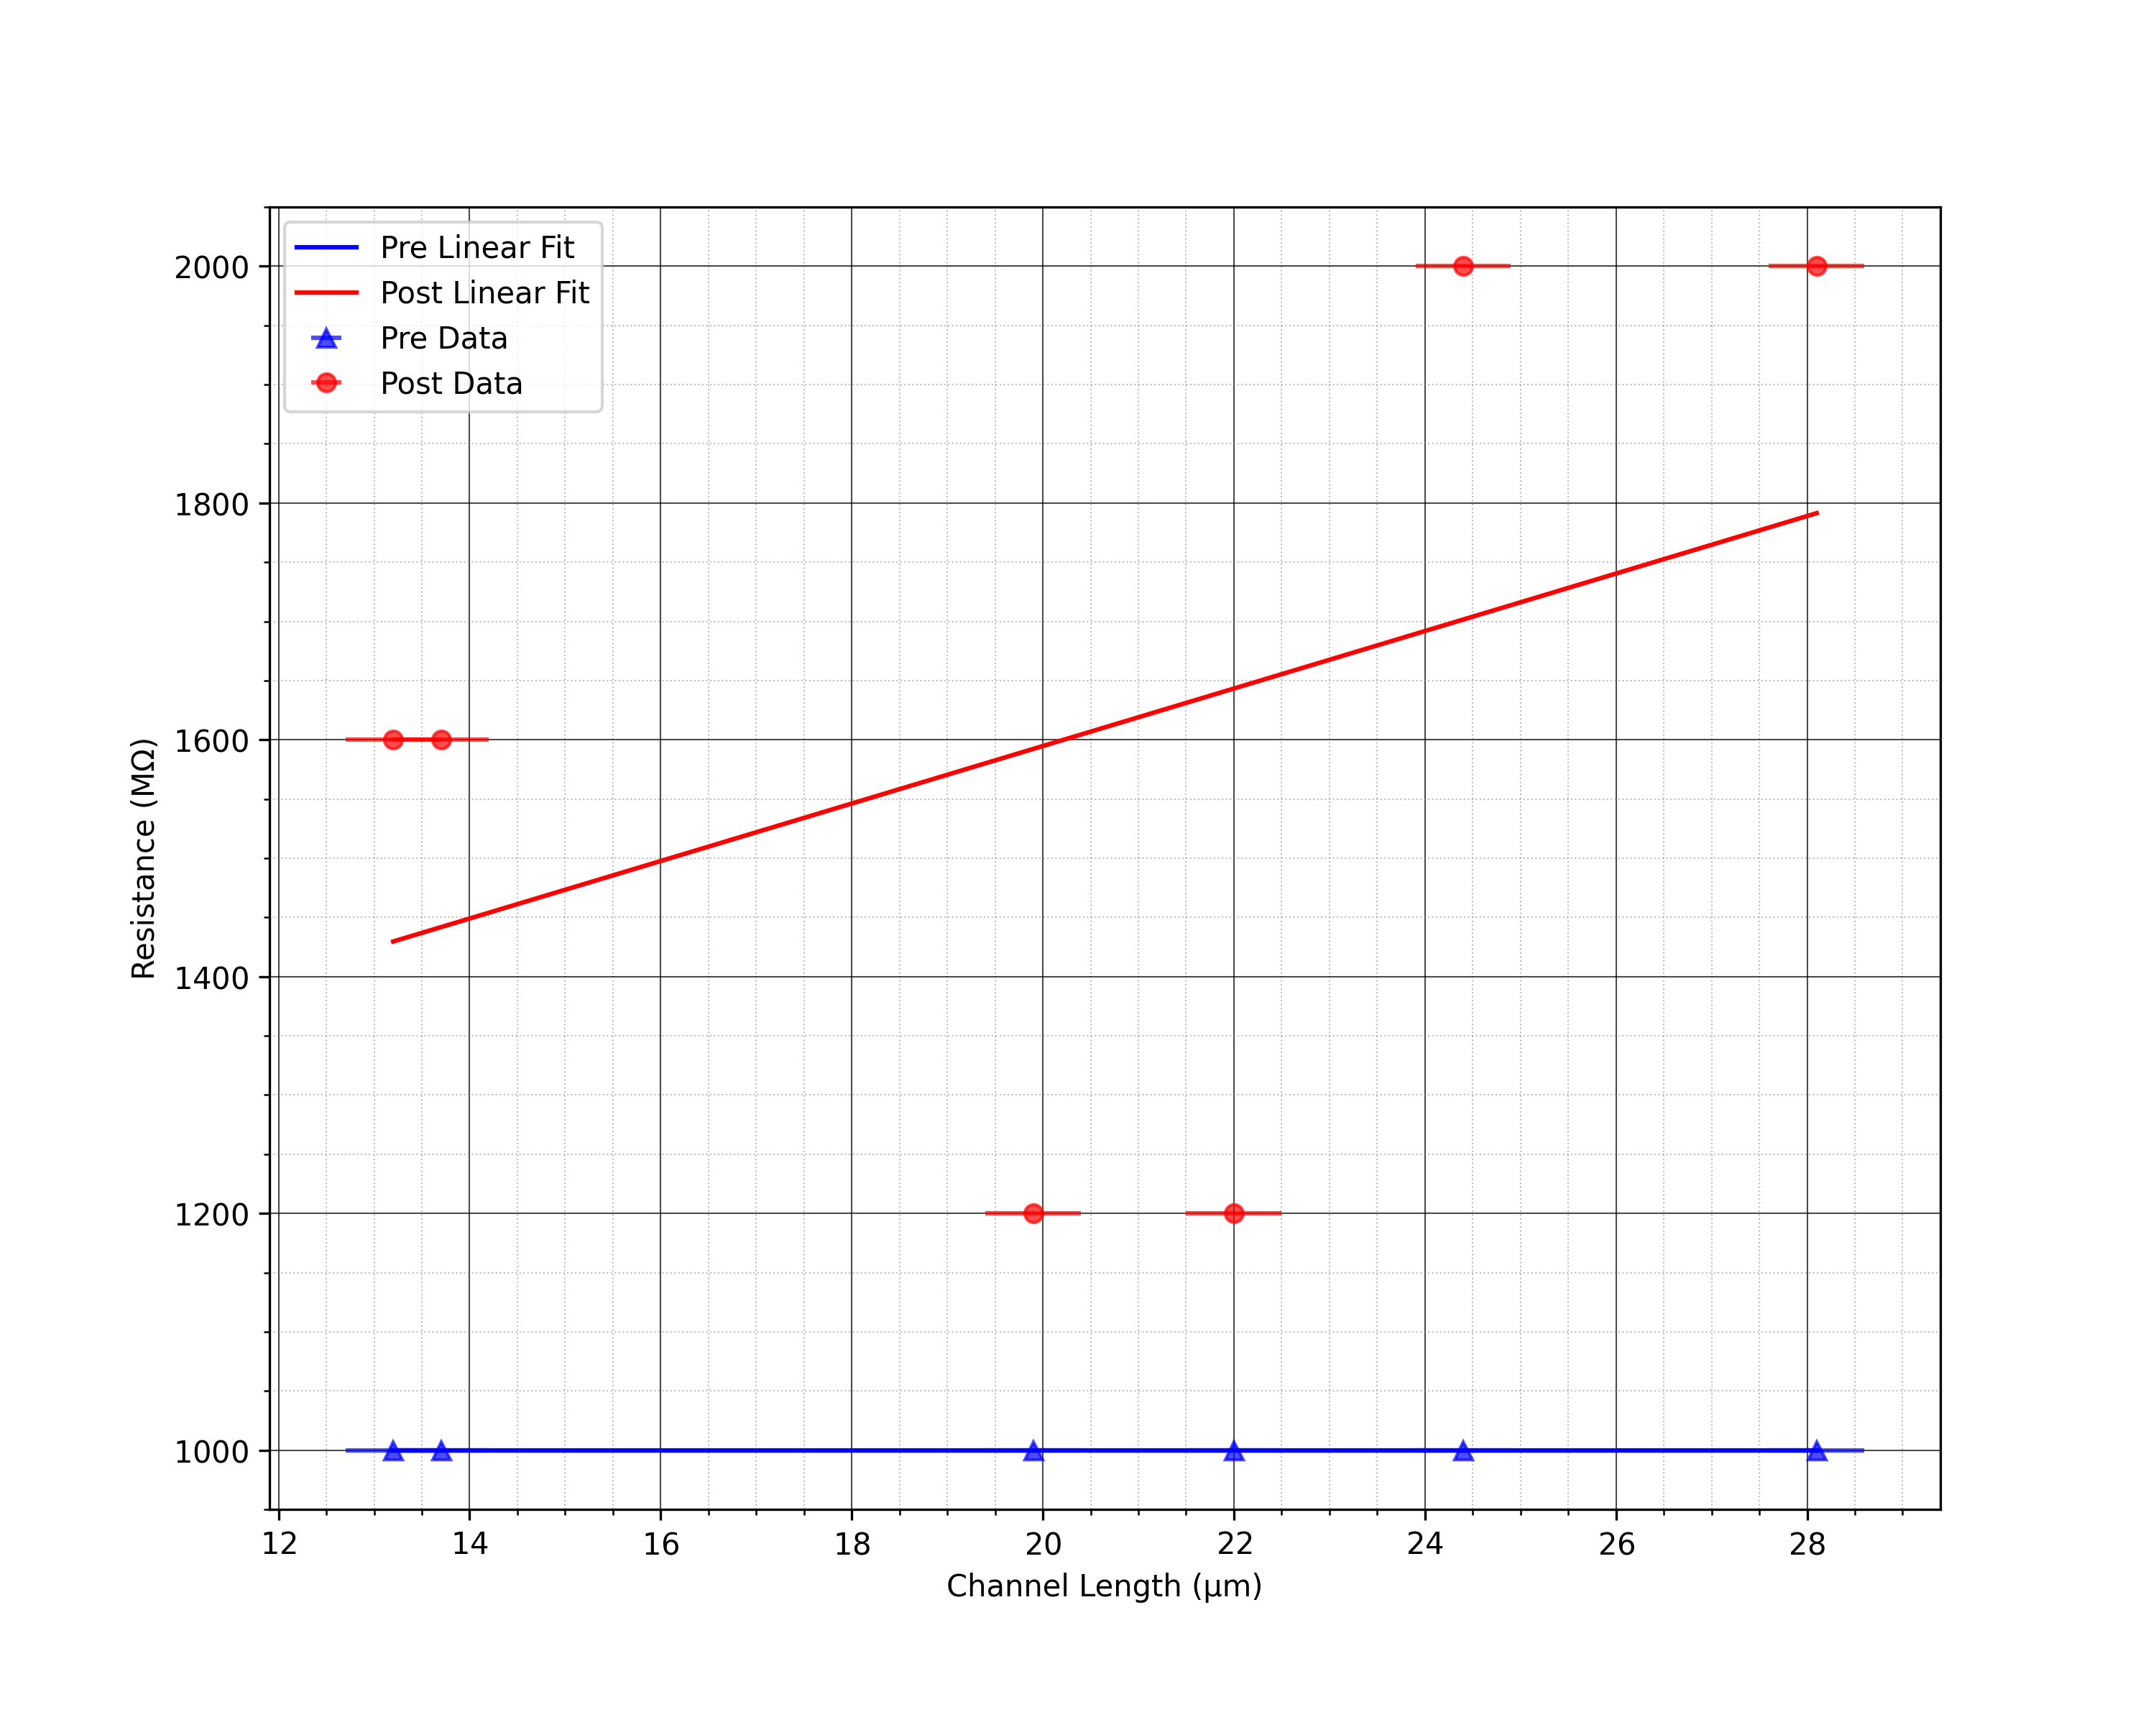 Pre Linear Fit
Post Linear Fit
Pre Data
Post Data
2000
1800
1600
1400
1200
1000
Resistance (MΩ)
12 14 16 18 20 22 24 26 28
Channel Length (µm)